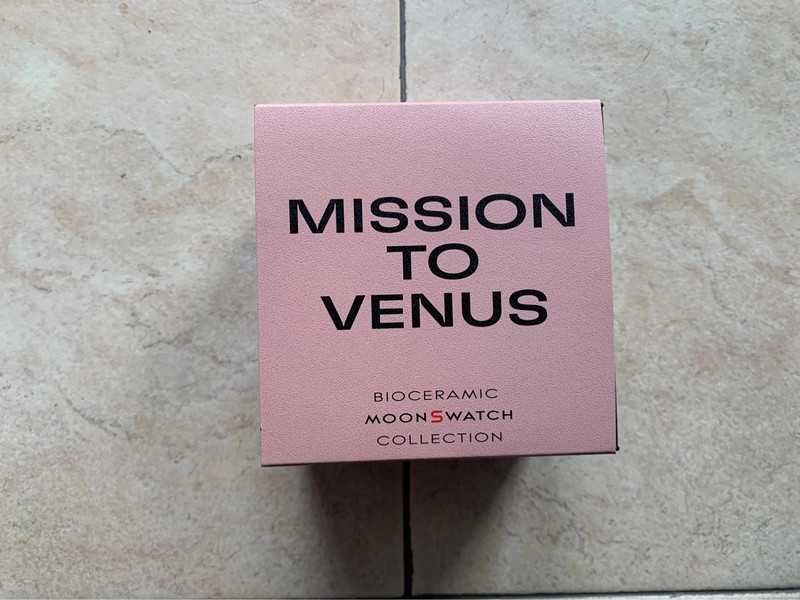 MISSION
TO
VENUS
BIOCERAMIC
MOONSWATCH
COLLECTION